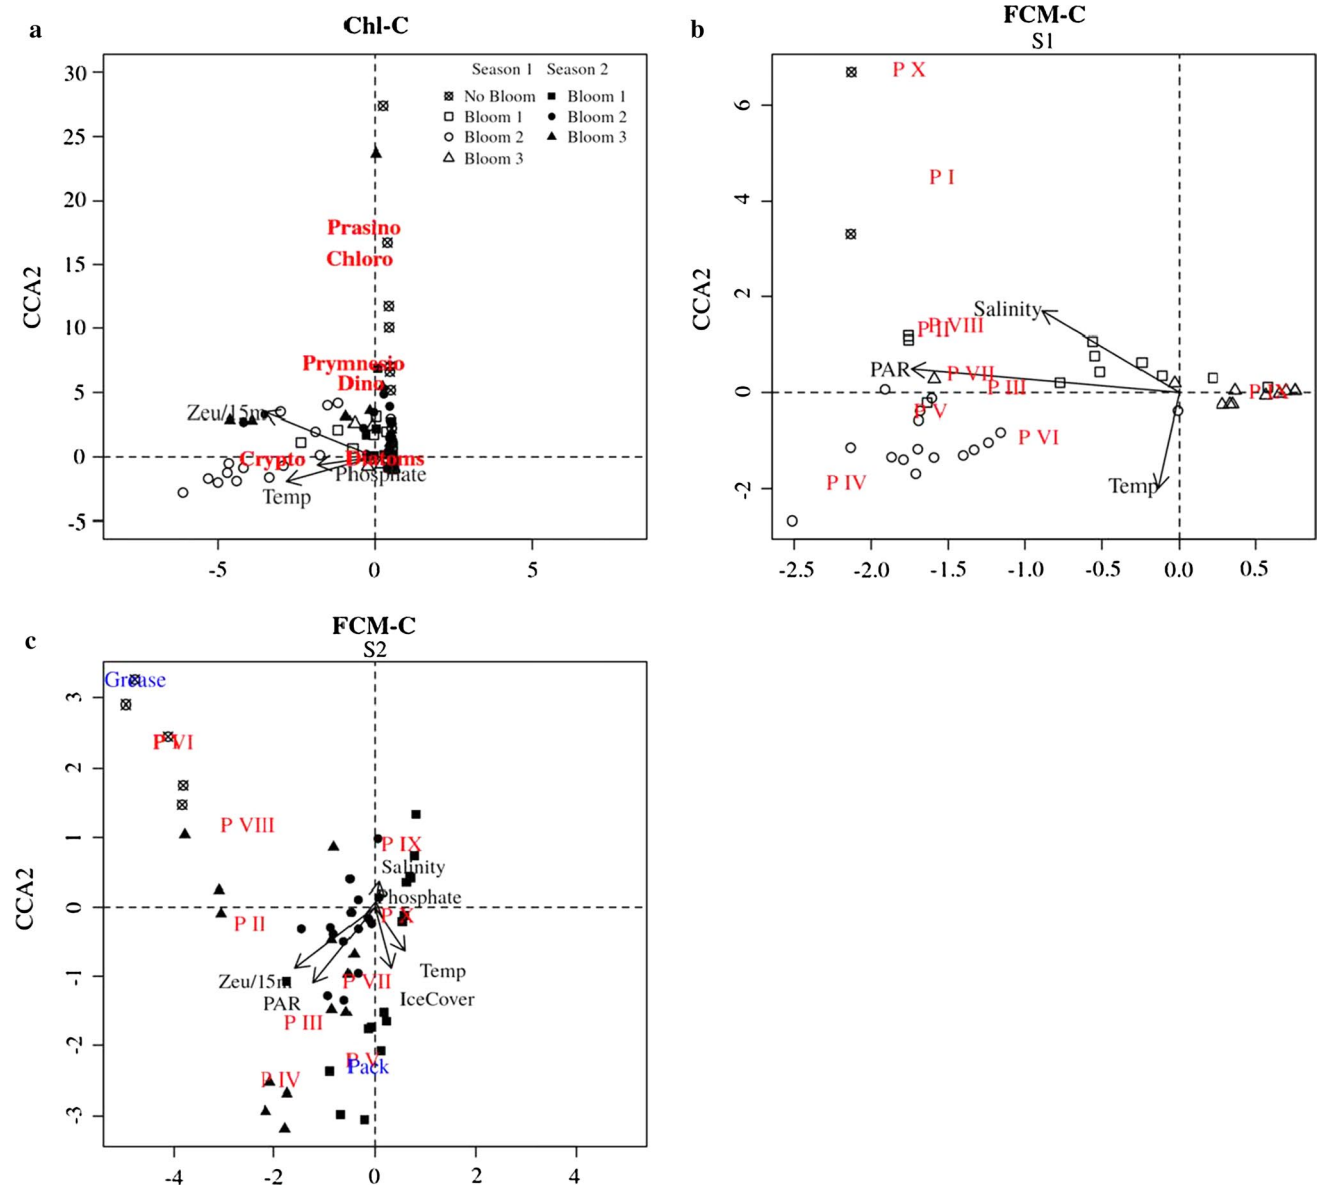 a
Chl-C
CCA2
30
25
20
15
10
5
0
-5
Season 1 Season 2
No Bloom Bloom 1
Bloom 1 Bloom 2
Bloom 2 Bloom 3
Bloom 3
Prasino
Chloro
Prymnesio
Dino
Zeu/15m
Crypto Diatoms
Phosphate
Temp
-5 0 5
b
FCM-C
S1
CCA2
6
4
2
0
-2
P X
P I
Salinity
P II P VIII
PAR
P VII
P III
P IX
P V
P VI
P IV
Temp
-2.5 -2.0 -1.5 -1.0 -0.5 0.0 0.5
c
FCM-C
S2
CCA2
3
2
1
0
-1
-2
-3
Grease
P VI
P VIII
P IX
Salinity
Phosphate
P X
P II
Temp
Zeu/15m
P VII
IceCover
PAR
P III
P V
Pack
P IV
-4 -2 0 2 4